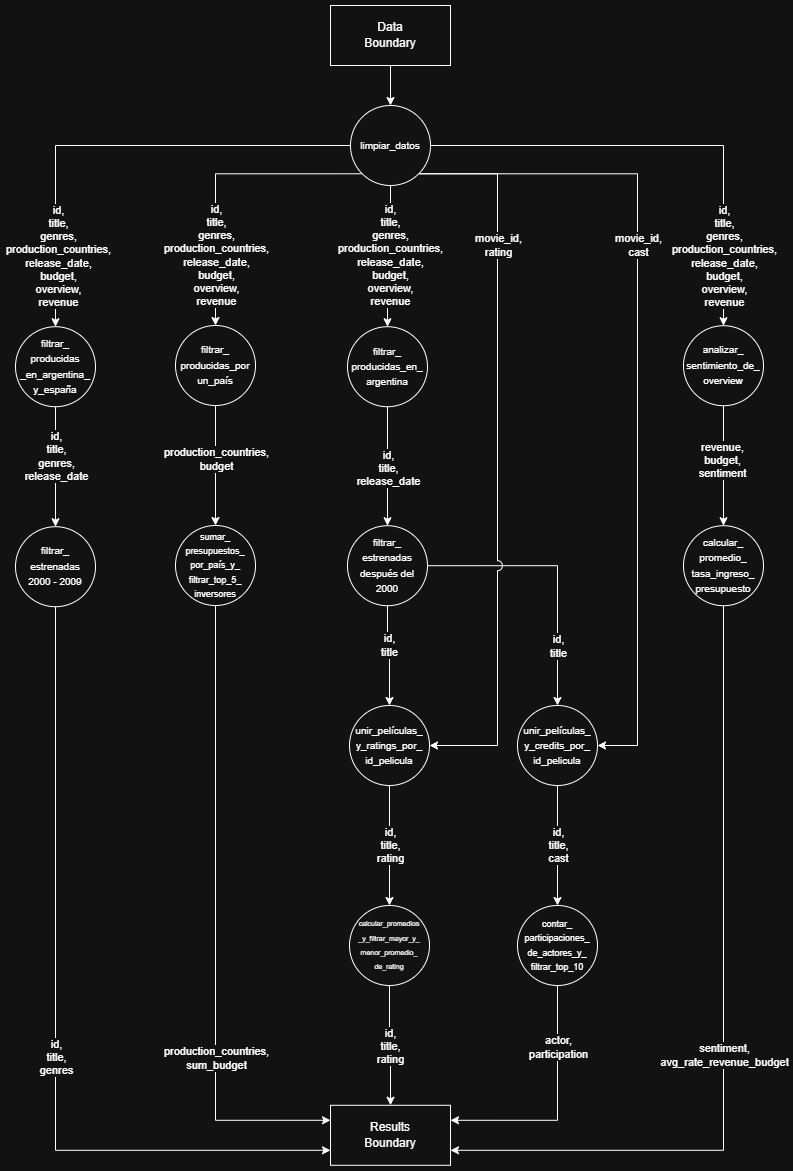 Data
Boundary
limpiar_datos
id,
title,
genres,
production_countries,
release_date,
budget,
overview,
revenue
id,
title,
genres,
production_countries,
release_date,
budget,
overview,
revenue
id,
title,
genres,
production_countries,
release_date,
budget,
overview,
revenue
movie_id,
rating
movie_id,
cast
id,
title,
genres,
production_countries,
release_date,
budget,
overview,
revenue
filtrar_
producidas
_en_argentina_
y_españa
filtrar_
producidas_por
un_país
filtrar_
producidas_en_
argentina
analizar_
sentimiento_de_
overview
id,
title,
genres,
release_date
production_countries,
budget
id,
title,
release_date
revenue,
budget,
sentiment
filtrar_
estrenadas
2000 - 2009
sumar_
presupuestos_
por_país_y_
filtrar_top_5_
inversores
filtrar_
estrenadas
después del
2000
calcular_
promedio_
tasa_ingreso_
presupuesto
id,
title
id,
title
unir_películas_
y_ratings_por_
id_pelicula
unir_películas_
y_credits_por_
id_pelicula
id,
title,
rating
id,
title,
cast
calcular_promedios
_y_filtrar_mayor_y_
menor_promedio_
de_rating
contar_
participaciones_
de_actores_y_
filtrar_top_10
id,
title,
genres
production_countries,
sum_budget
id,
title,
rating
actor,
participation
sentiment,
avg_rate_revenue_budget
Results
Boundary